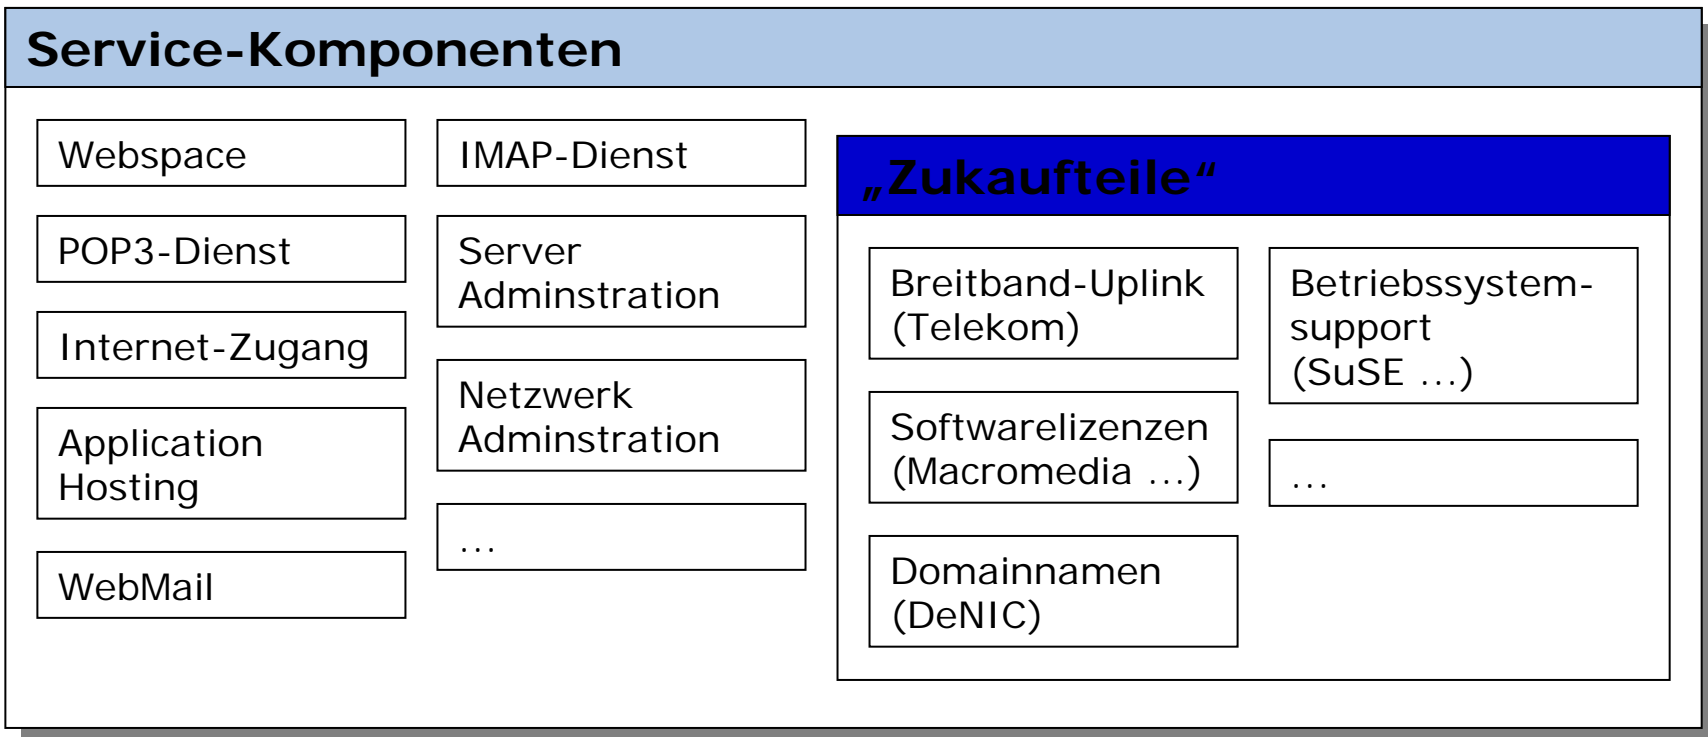 Service-Komponenten
Webspace
POP3-Dienst
Internet-Zugang
Application
Hosting
WebMail
IMAP-Dienst
Server
Adminstration
Netzwerk
Adminstration
...
„Zukaufteile“
Breitband-Uplink
(Telekom)
Softwarelizenzen
(Macromedia ...)
Domainnamen
(DeNIC)
Betriebssystem-
support
(SuSE ...)
...